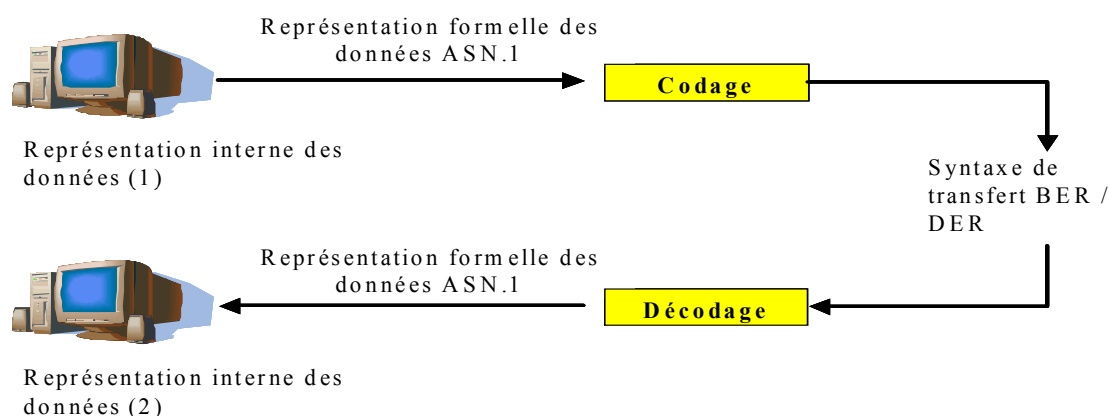 Représentation formelle des
données ASN.1
Codage
Représentation interne des
données (1)
Syntaxe de
transfert BER /
DER
Représentation formelle des
données ASN.1
Décodage
Représentation interne des
données (2)